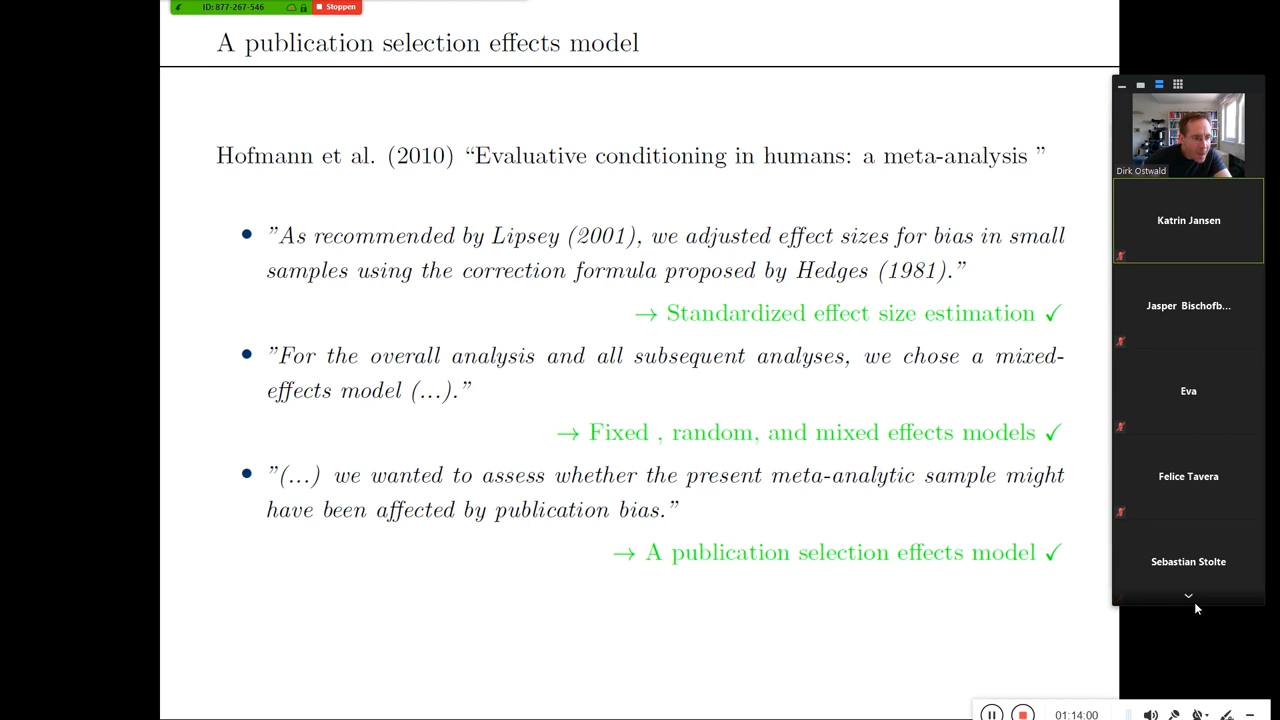 ID: 877-267-546
Stoppen
A publication selection effects model
Hofmann et al. (2010) “Evaluative conditioning in humans: a meta-analysis ”
”As recommended by Lipsey (2001), we adjusted effect sizes for bias in small
samples using the correction formula proposed by Hedges (1981).”
→ Standardized effect size estimation ✓
”For the overall analysis and all subsequent analyses, we chose a mixed-
effects model (...).”
→ Fixed , random, and mixed effects models ✓
”(...) we wanted to assess whether the present meta-analytic sample might
have been affected by publication bias.”
→ A publication selection effects model ✓
Dirk Ostwald
Katrin Jansen
Jasper Bischofb...
Eva
Felice Tavera
Sebastian Stolte
01:14:00